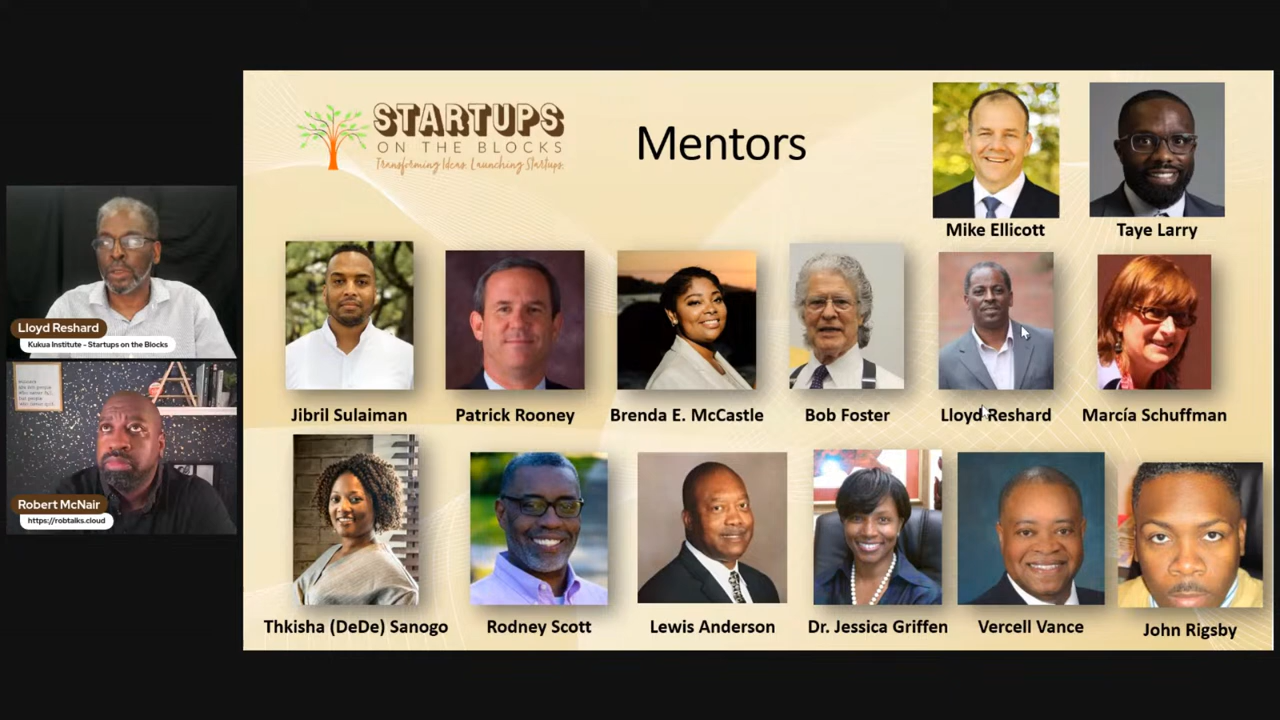 STARTUPS
ON THE BLOCKS
Transforming Ideas. Launching Startups.
Mentors
Mike Ellicott
Taye Larry
Lloyd Reshard
Kukua Institute - Startups on the Blocks
Jibril Sulaiman
Patrick Rooney
Brenda E. McCastle
Bob Foster
Lloyd Reshard
Marcía Schuffman
Robert McNair
https://robtalks.cloud
Thkisha (DeDe) Sanogo
Rodney Scott
Lewis Anderson
Dr. Jessica Griffen
Vercell Vance
John Rigsby